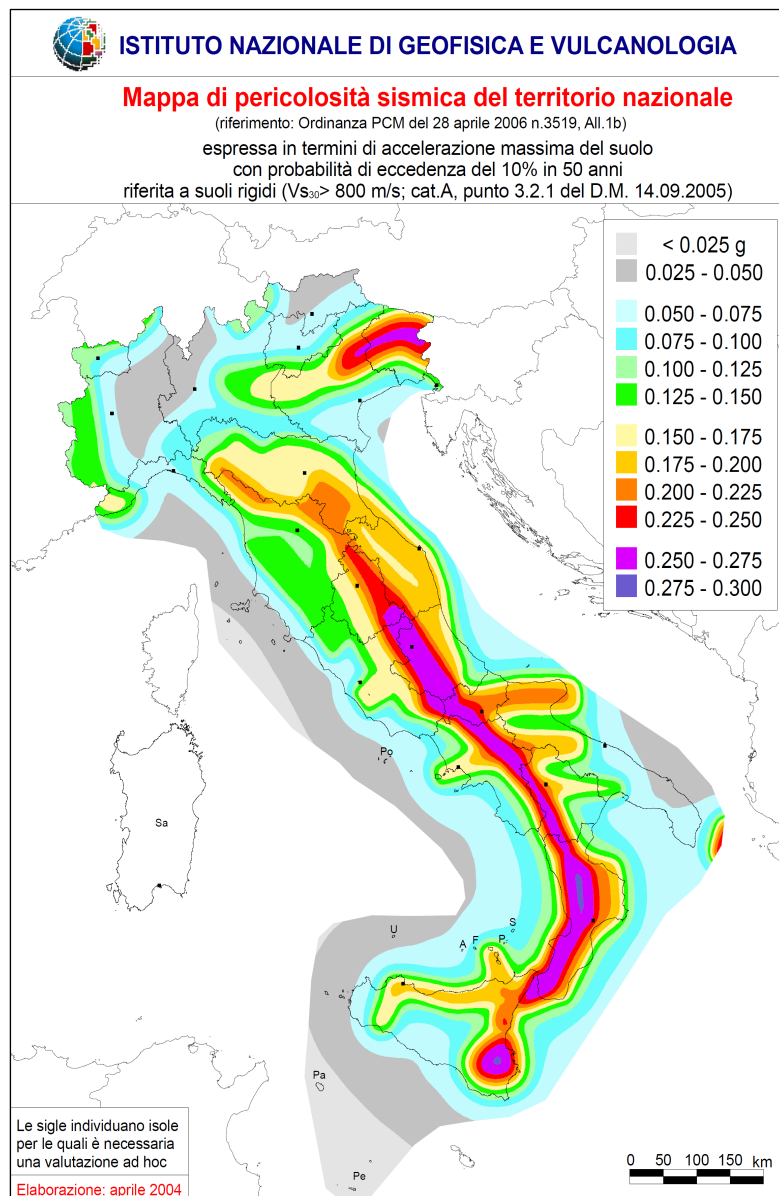 ISTITUTO NAZIONALE DI GEOFISICA E VULCANOLOGIA
Mappa di pericolosità sismica del territorio nazionale
(riferimento: Ordinanza PCM del 28 aprile 2006 n.3519, All.1b)
espressa in termini di accelerazione massima del suolo
con probabilità di eccedenza del 10% in 50 anni
riferita a suoli rigidi (Vs30> 800 m/s; cat.A, punto 3.2.1 del D.M. 14.09.2005)
< 0.025 g
0.025 - 0.050
0.050 - 0.075
0.075 - 0.100
0.100 - 0.125
0.125 - 0.150
0.150 - 0.175
0.175 - 0.200
0.200 - 0.225
0.225 - 0.250
0.250 - 0.275
0.275 - 0.300
Po
Sa
U
S
A
F
P
Pa
Pe
Le sigle individuano isole
per le quali è necessaria
una valutazione ad hoc
Elaborazione: aprile 2004
0 50 100 150 km